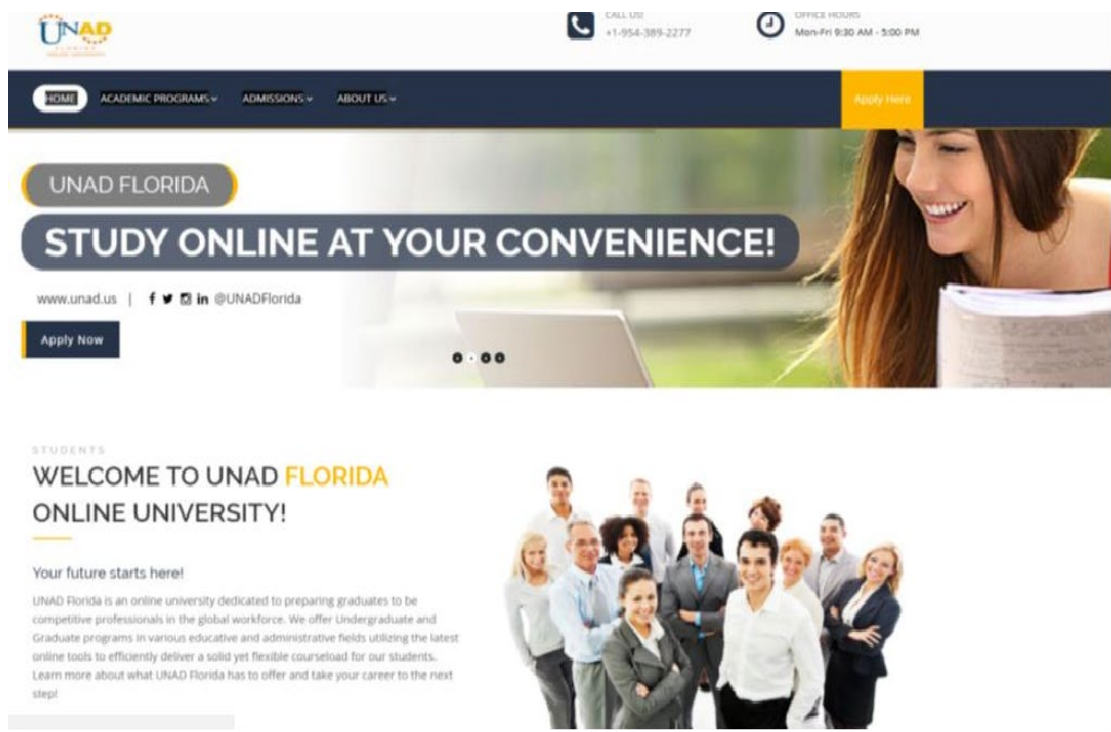 UNAD
FLORIDA
CALL US!
+1-954-389-2277
OFFICE HOURS
Mon-Fri 9:30 AM - 5:00 PM
HOME
ACADEMIC PROGRAMS
ADMISSIONS
ABOUT US
Apply Here
UNAD FLORIDA
STUDY ONLINE AT YOUR CONVENIENCE!
www.unad.us | @UNADFlorida
Apply Now
STUDENTS
WELCOME TO UNAD FLORIDA
ONLINE UNIVERSITY!
Your future starts here!
UNAD Florida is an online university dedicated to preparing graduates to be
competitive professionals in the global workforce. We offer Undergraduate and
Graduate programs in various educative and administrative fields utilizing the latest
online tools to efficiently deliver a solid yet flexible courseload for our students.
Learn more about what UNAD Florida has to offer and take your career to the next
step!